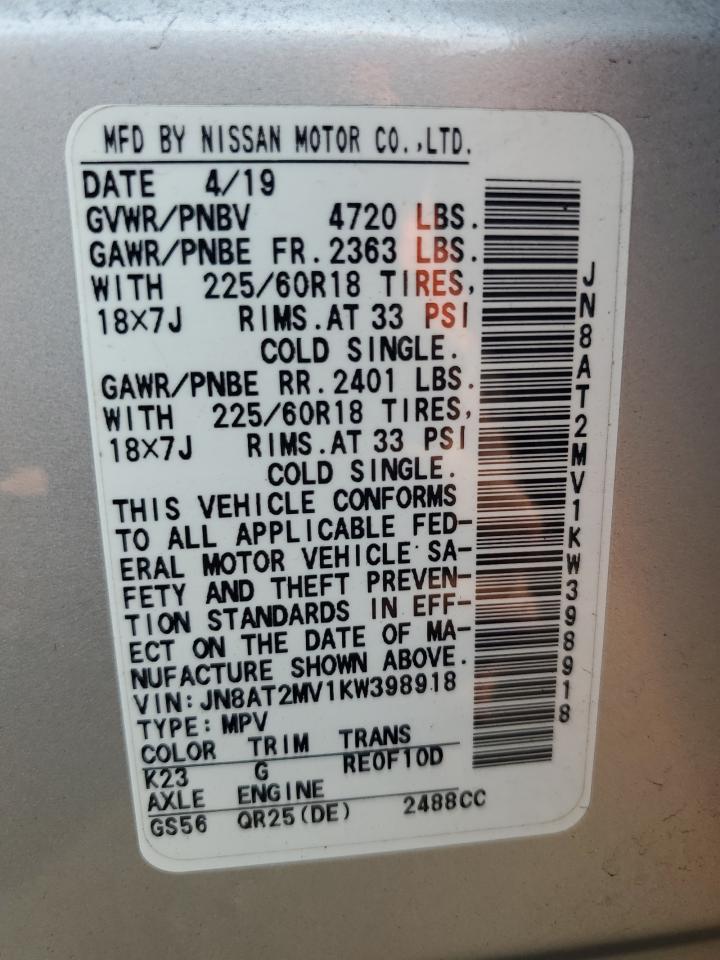 MFD BY NISSAN MOTOR CO.,LTD.
DATE 4/19
GVWR/PNBV 4720 LBS.
GAWR/PNBE FR.2363 LBS.
WITH 225/60R18 TIRES,
18×7J RIMS.AT 33 PSI
COLD SINGLE.
GAWR/PNBE RR.2401 LBS.
WITH 225/60R18 TIRES,
18×7J RIMS.AT 33 PSI
COLD SINGLE.
THIS VEHICLE CONFORMS
TO ALL APPLICABLE FED-
ERAL MOTOR VEHICLE SA-
FETY AND THEFT PREVEN-
TION STANDARDS IN EFF-
ECT ON THE DATE OF MA-
NUFACTURE SHOWN ABOVE.
VIN:JN8AT2MV1KW398918
TYPE:MPV
COLOR TRIM TRANS
K23 G RE0F10D
AXLE ENGINE
GS56 QR25(DE) 2488CC
JN8AT2MV1KW398918